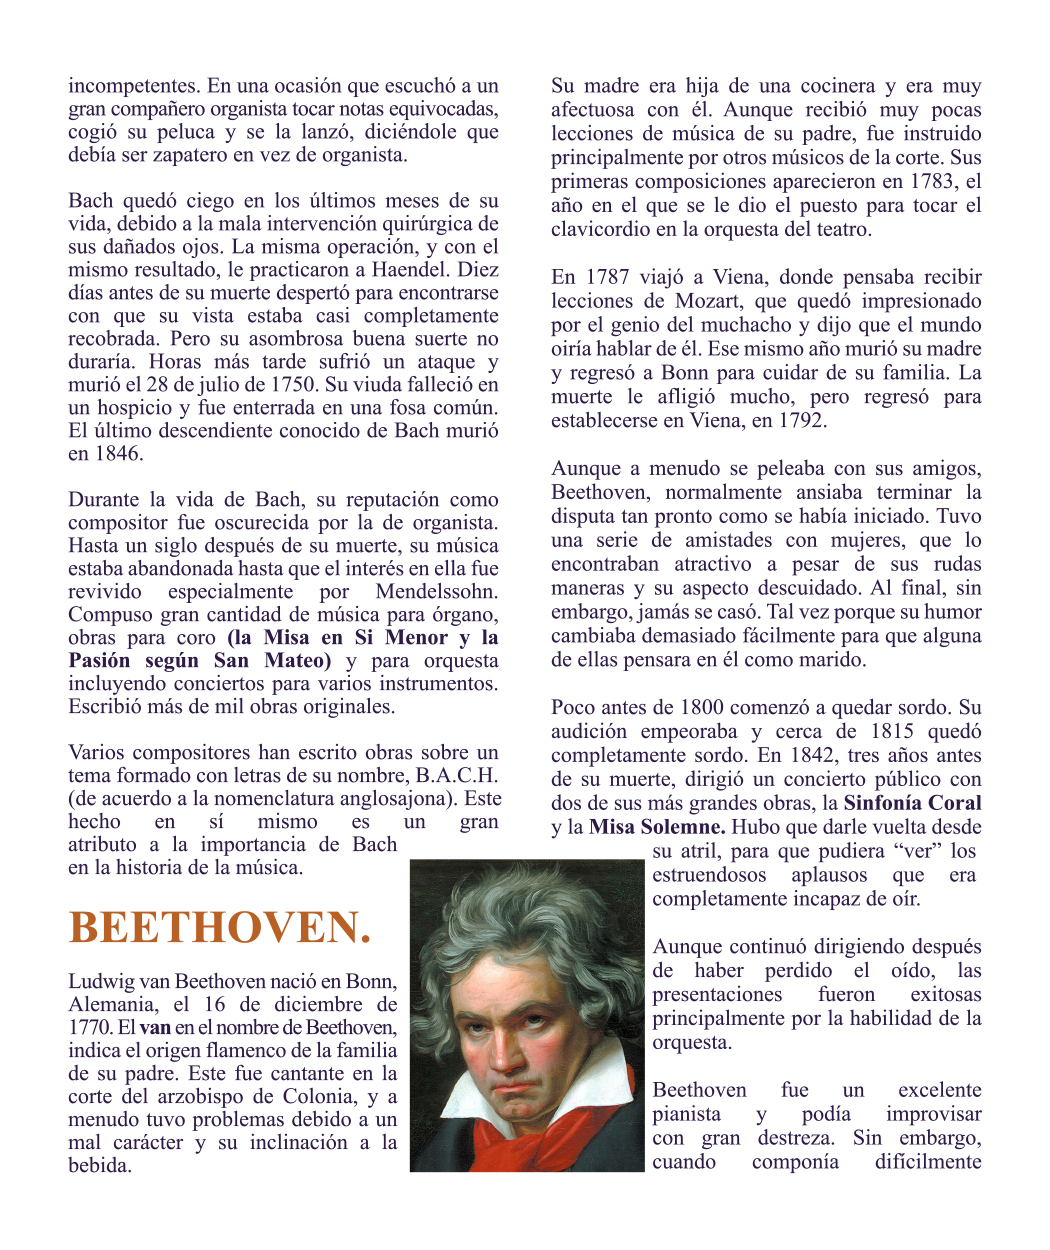 incompetentes. En una ocasión que escuchó a un
gran compañero organista tocar notas equivocadas,
cogió su peluca y se la lanzó, diciéndole que
debía ser zapatero en vez de organista.
Bach quedó ciego en los últimos meses de su
vida, debido a la mala intervención quirúrgica de
sus dañados ojos. La misma operación, y con el
mismo resultado, le practicaron a Haendel. Diez
días antes de su muerte despertó para encontrarse
con que su vista estaba casi completamente
recobrada. Pero su asombrosa buena suerte no
duraría. Horas más tarde sufrió un ataque y
murió el 28 de julio de 1750. Su viuda falleció en
un hospicio y fue enterrada en una fosa común.
El último descendiente conocido de Bach murió
en 1846.
Durante la vida de Bach, su reputación como
compositor fue oscurecida por la de organista.
Hasta un siglo después de su muerte, su música
estaba abandonada hasta que el interés en ella fue
revivido especialmente por Mendelssohn.
Compuso gran cantidad de música para órgano,
obras para coro (la Misa en Si Menor y la
Pasión según San Mateo) y para orquesta
incluyendo conciertos para varios instrumentos.
Escribió más de mil obras originales.
Varios compositores han escrito obras sobre un
tema formado con letras de su nombre, B.A.C.H.
(de acuerdo a la nomenclatura anglosajona). Este
hecho en sí mismo es un gran
atributo a la importancia de Bach
en la historia de la música.
BEETHOVEN.
Ludwig van Beethoven nació en Bonn,
Alemania, el 16 de diciembre de
1770. El van en el nombre de Beethoven,
indica el origen flamenco de la familia
de su padre. Este fue cantante en la
corte del arzobispo de Colonia, y a
menudo tuvo problemas debido a un
mal carácter y su inclinación a la
bebida.
Su madre era hija de una cocinera y era muy
afectuosa con él. Aunque recibió muy pocas
lecciones de música de su padre, fue instruido
principalmente por otros músicos de la corte. Sus
primeras composiciones aparecieron en 1783, el
año en el que se le dio el puesto para tocar el
clavicordio en la orquesta del teatro.
En 1787 viajó a Viena, donde pensaba recibir
lecciones de Mozart, que quedó impresionado
por el genio del muchacho y dijo que el mundo
oiría hablar de él. Ese mismo año murió su madre
y regresó a Bonn para cuidar de su familia. La
muerte le afligió mucho, pero regresó para
establecerse en Viena, en 1792.
Aunque a menudo se peleaba con sus amigos,
Beethoven, normalmente ansiaba terminar la
disputa tan pronto como se había iniciado. Tuvo
una serie de amistades con mujeres, que lo
encontraban atractivo a pesar de sus rudas
maneras y su aspecto descuidado. Al final, sin
embargo, jamás se casó. Tal vez porque su humor
cambiaba demasiado fácilmente para que alguna
de ellas pensara en él como marido.
Poco antes de 1800 comenzó a quedar sordo. Su
audición empeoraba y cerca de 1815 quedó
completamente sordo. En 1842, tres años antes
de su muerte, dirigió un concierto público con
dos de sus más grandes obras, la Sinfonía Coral
y la Misa Solemne. Hubo que darle vuelta desde
su atril, para que pudiera “ver” los
estruendosos aplausos que era
completamente incapaz de oír.
Aunque continuó dirigiendo después
de haber perdido el oído, las
presentaciones fueron exitosas
principalmente por la habilidad de la
orquesta.
Beethoven fue un excelente
pianista y podía improvisar
con gran destreza. Sin embargo,
cuando componía difícilmente